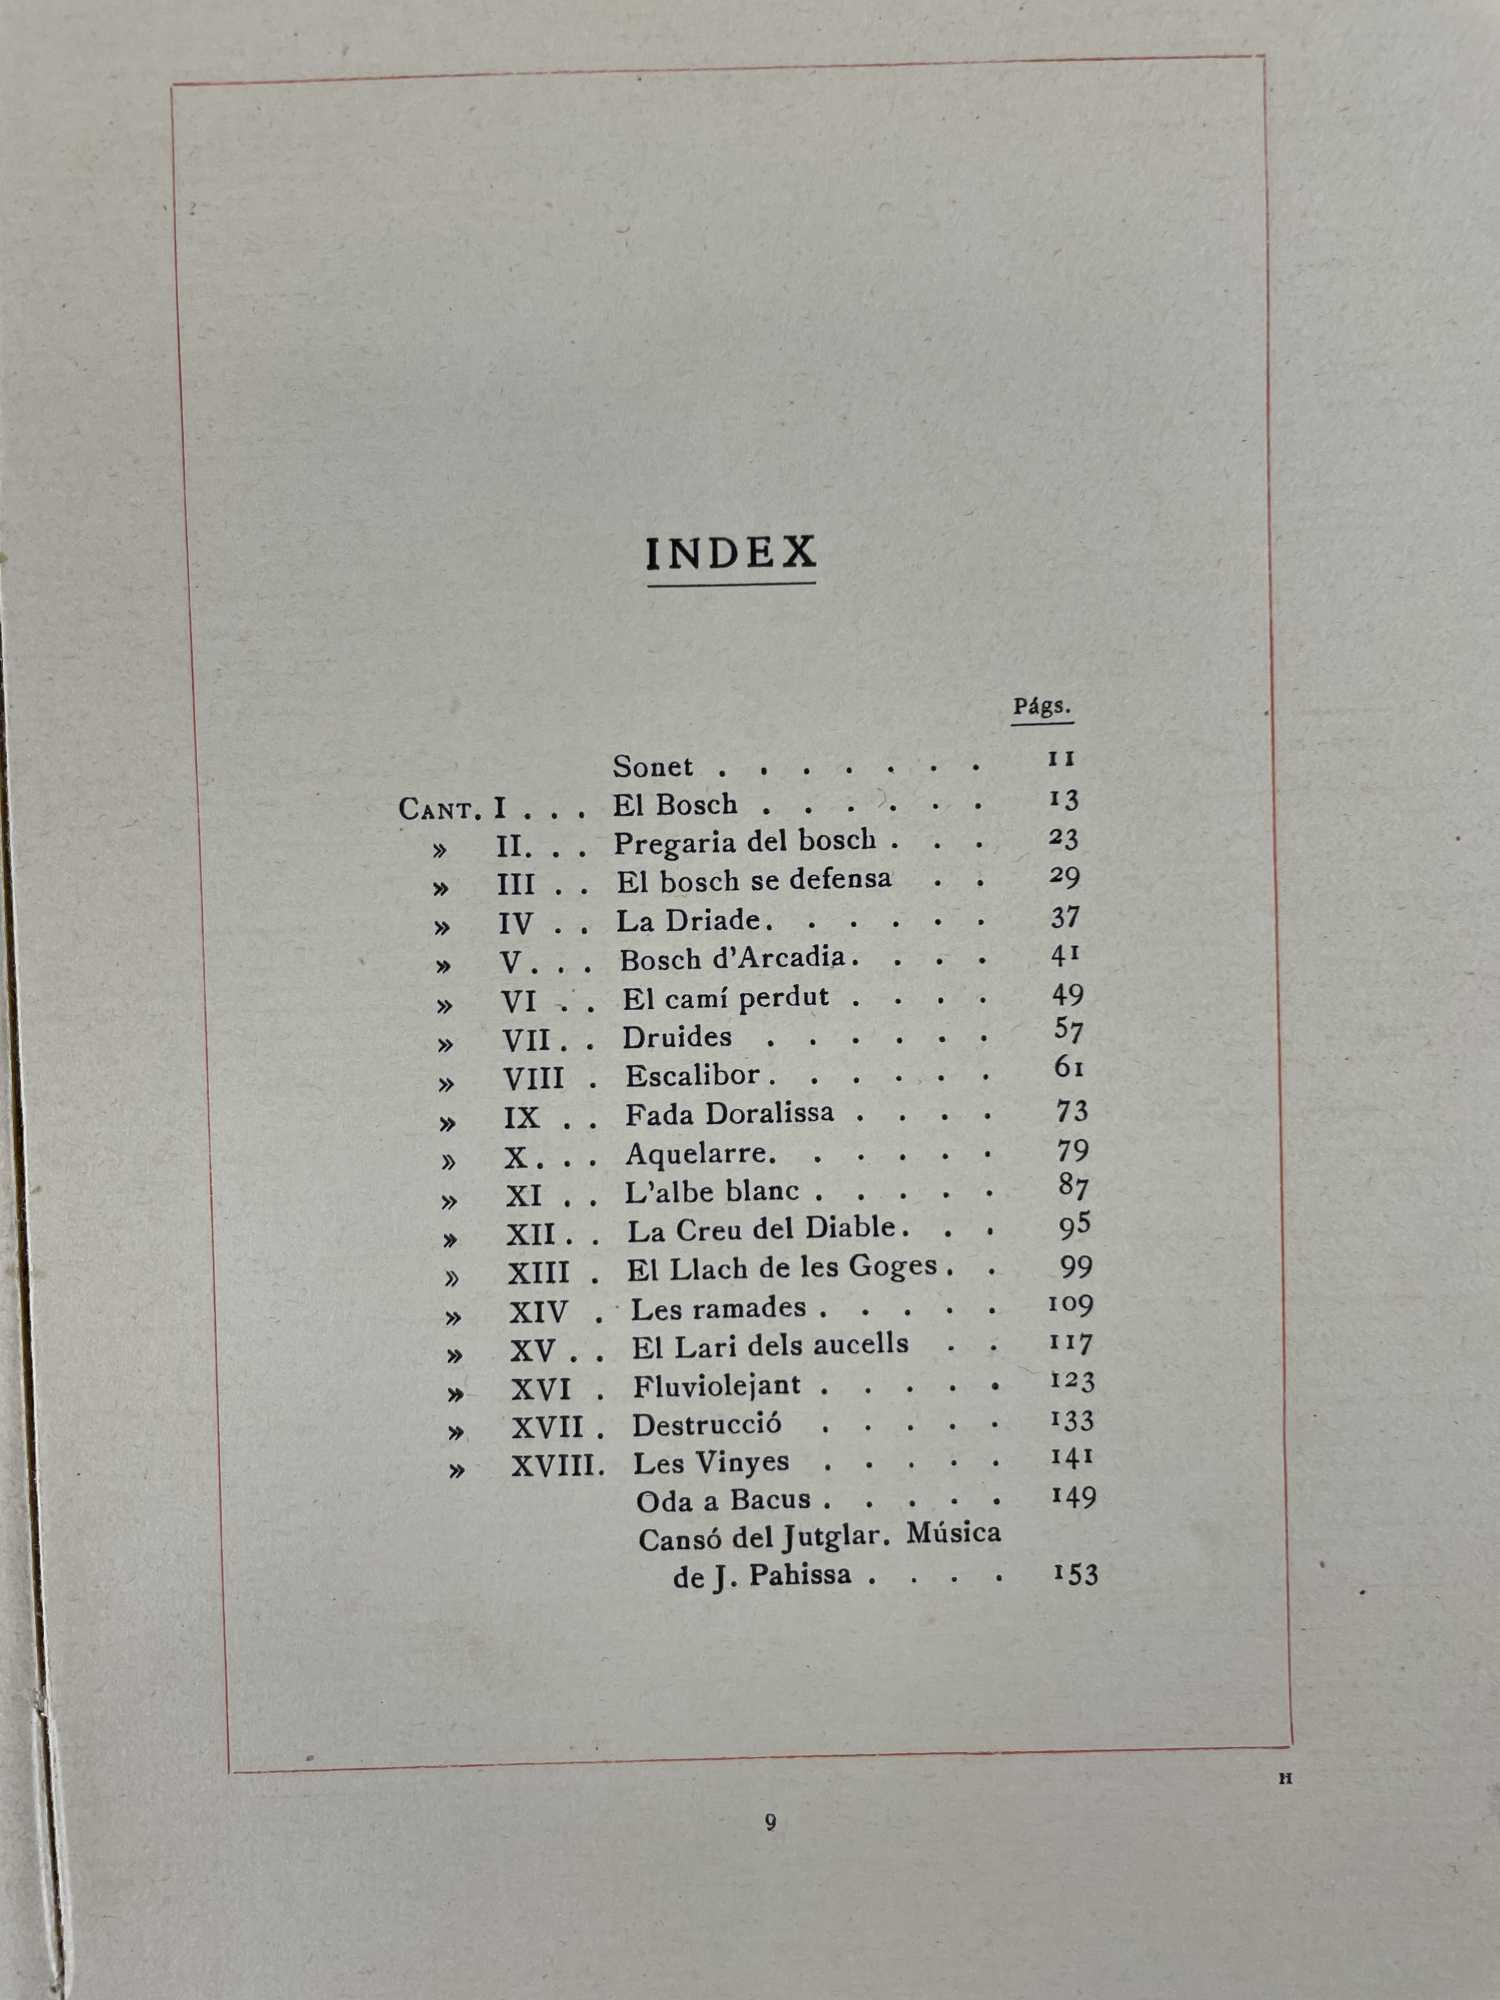 INDEX
Págs.
Sonet . . . . . . . 11
CANT. I . . . El Bosch . . . . . . 13
» II. . . Pregaria del bosch . . . 23
» III . . El bosch se defensa . . 29
» IV . . La Driade. . . . . . 37
» V. . . Bosch d'Arcadia. . . . 41
» VI . . El camí perdut . . . . 49
» VII. . Druides . . . . . . 57
» VIII . Escalibor. . . . . . 61
» IX . . Fada Doralissa . . . . 73
» X. . . Aquelarre. . . . . . 79
» XI . . L'albe blanc . . . . . 87
» XII. . La Creu del Diable. . . 95
» XIII . El Llach de les Goges. . 99
» XIV . Les ramades . . . . . 109
» XV . . El Lari dels aucells . . 117
» XVI . Fluviolejant . . . . . 123
» XVII . Destrucció . . . . . 133
» XVIII. Les Vinyes . . . . . 141
Oda a Bacus . . . . . 149
Cansó del Jutglar. Música
de J. Pahissa . . . . 153
H
9